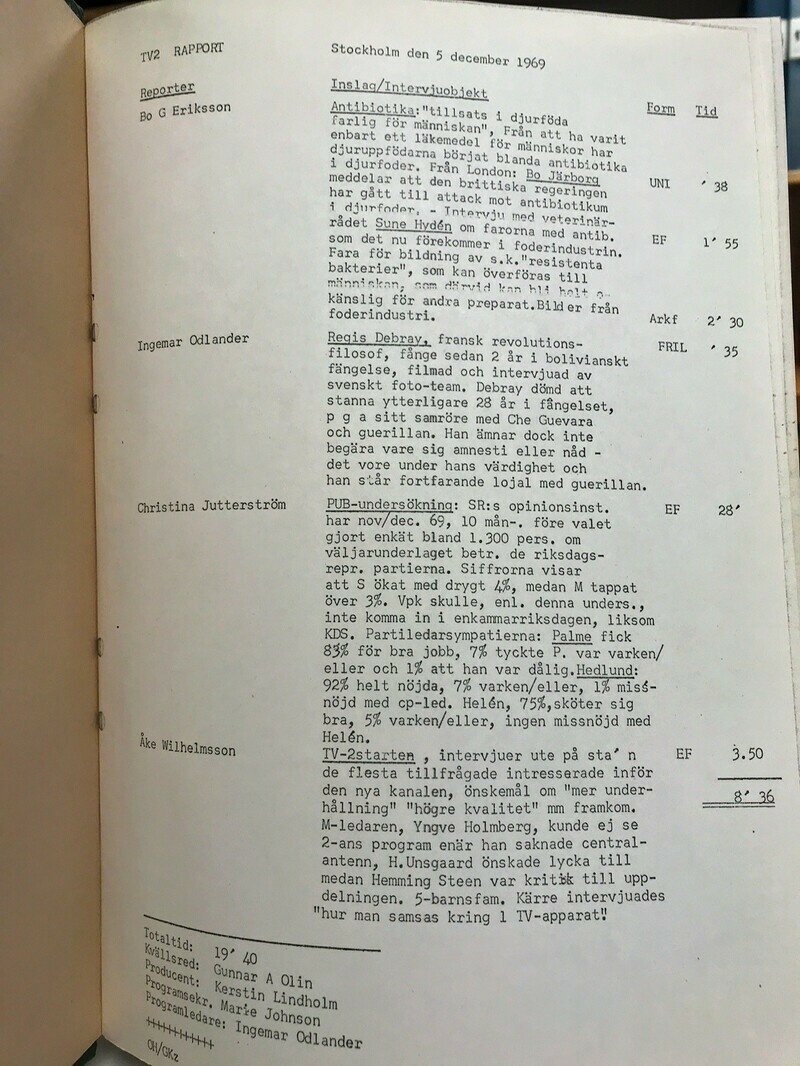 TV2 RAPPORT
Stockholm den 5 december 1969
Reporter
Inslag/Intervjuobjekt
Form
Tid
Bo G Eriksson
Antibiotika:"tillsats i djurföda
farlig för människan", Från att ha varit
enbart ett läkemedel för människor har
djuruppfödarna börjat blanda antibiotika
i djurfoder. Från London: Bo Järborg
UNI ′ 38
meddelar att den brittiska regeringen
har gått till attack mot antibiotikum
i djurfoder. - Intervju med veterinär-
rådet Sune Hydén om farorna med antib.
EF 1′ 55
som det nu förekommer i foderindustrin.
Fara för bildning av s.k."resistenta
bakterier", som kan överföras till
människan, som därvid kan bli helt o-
känslig för andra preparat.Bilder från
foderindustri.
Arkf 2′ 30
Ingemar Odlander
Regis Debray, fransk revolutions-
FRIL ′ 35
filosof, fånge sedan 2 år i bolivianskt
fängelse, filmad och intervjuad av
svenskt foto-team. Debray dömd att
stanna ytterligare 28 år i fängelset,
p g a sitt samröre med Che Guevara
och guerillan. Han ämnar dock inte
begära vare sig amnesti eller nåd -
det vore under hans värdighet och
han står fortfarande lojal med guerillan.
Christina Jutterström
PUB-undersökning: SR:s opinionsinst.
EF 28′
har nov/dec. 69, 10 mån-. före valet
gjort enkät bland 1.300 pers. om
väljarunderlaget betr. de riksdags-
repr. partierna. Siffrorna visar
att S ökat med drygt 4%, medan M tappat
över 3%. Vpk skulle, enl. denna unders.,
inte komma in i enkammarriksdagen, liksom
KDS. Partiledarsympatierna: Palme fick
83% för bra jobb, 7% tyckte P. var varken/
eller och 1% att han var dålig.Hedlund:
92% helt nöjda, 7% varken/eller, 1% miss-
nöjd med cp-led. Helén, 75%,sköter sig
bra, 5% varken/eller, ingen missnöjd med
Helén.
Åke Wilhelmsson
TV-2starten , intervjuer ute på sta′ n
EF 3.50
de flesta tillfrågade intresserade inför
den nya kanalen, önskemål om "mer under-
8′ 36
hållning" "högre kvalitet" mm framkom.
M-ledaren, Yngve Holmberg, kunde ej se
2-ans program enär han saknade central-
antenn, H.Unsgaard önskade lycka till
medan Hemming Steen var kritisk till upp-
delningen. 5-barnsfam. Kärre intervjuades
"hur man samsas kring 1 TV-apparat"!
Totaltid: 19′ 40
Kvällsred: Gunnar A Olin
Producent: Kerstin Lindholm
Programsekr. Marie Johnson
Programledare: Ingemar Odlander
+++++++++++
OH/GKz